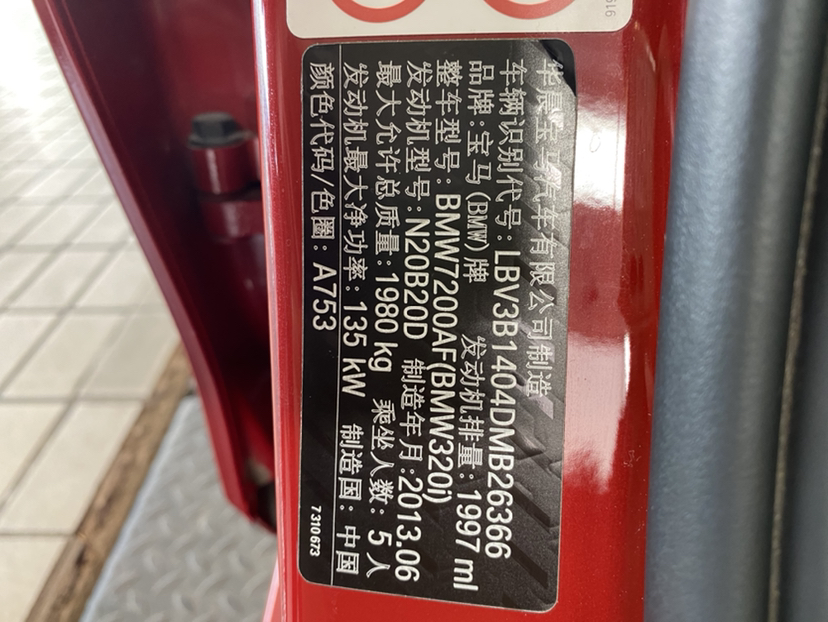 华晨宝马汽车有限公司制造
车辆识别代号:LBV3B1404DMB26366
品牌:宝马(BMW)牌 发动机排量:1997 ml
整车型号:BMW7200AF(BMW320i)
发动机型号:N20B20D 制造年月:2013.06
最大允许总质量:1980 kg 乘坐人数:5人
发动机最大净功率:135 kW 制造国:中国
颜色代码/色圈:A753
7 310 673